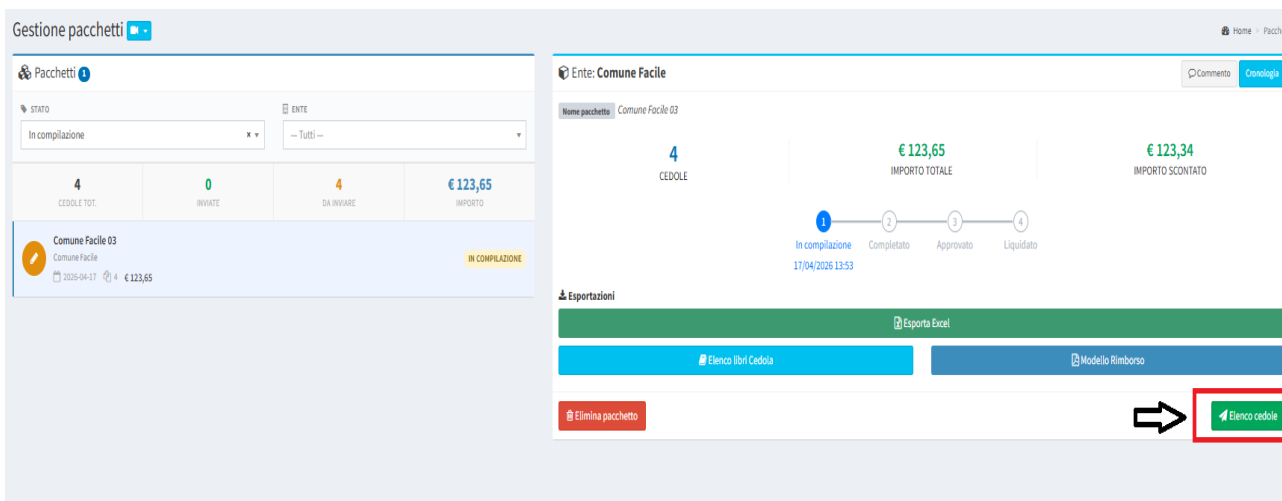 Gestione pacchetti
Home > Pacch
Pacchetti 1
STATO
ENTE
In compilazione x
-- Tutti --
4
CEDOLE TOT.
0
INVIATE
4
DA INVIARE
€ 123,65
IMPORTO
Comune Facile 03
Comune Facile
2026-04-17 4 € 123,65
IN COMPILAZIONE
Ente: Comune Facile
Commento
Cronologia
Nome pacchetto Comune Facile 03
4
CEDOLE
€ 123,65
IMPORTO TOTALE
€ 123,34
IMPORTO SCONTATO
1 2 3 4
In compilazione Completato Approvato Liquidato
17/04/2026 13:53
Esportazioni
Esporta Excel
Elenco libri Cedola
Modello Rimborso
Elimina pacchetto
Elenco cedole